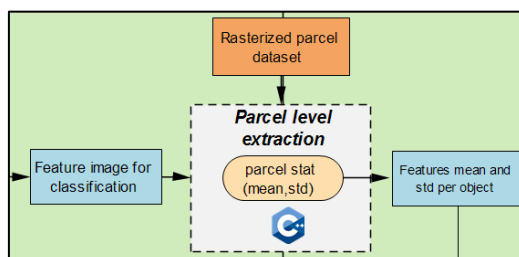 Rasterized parcel
dataset
Parcel level
extraction
Feature image for
classification
parcel stat
(mean,std)
Features mean and
std per object
C++